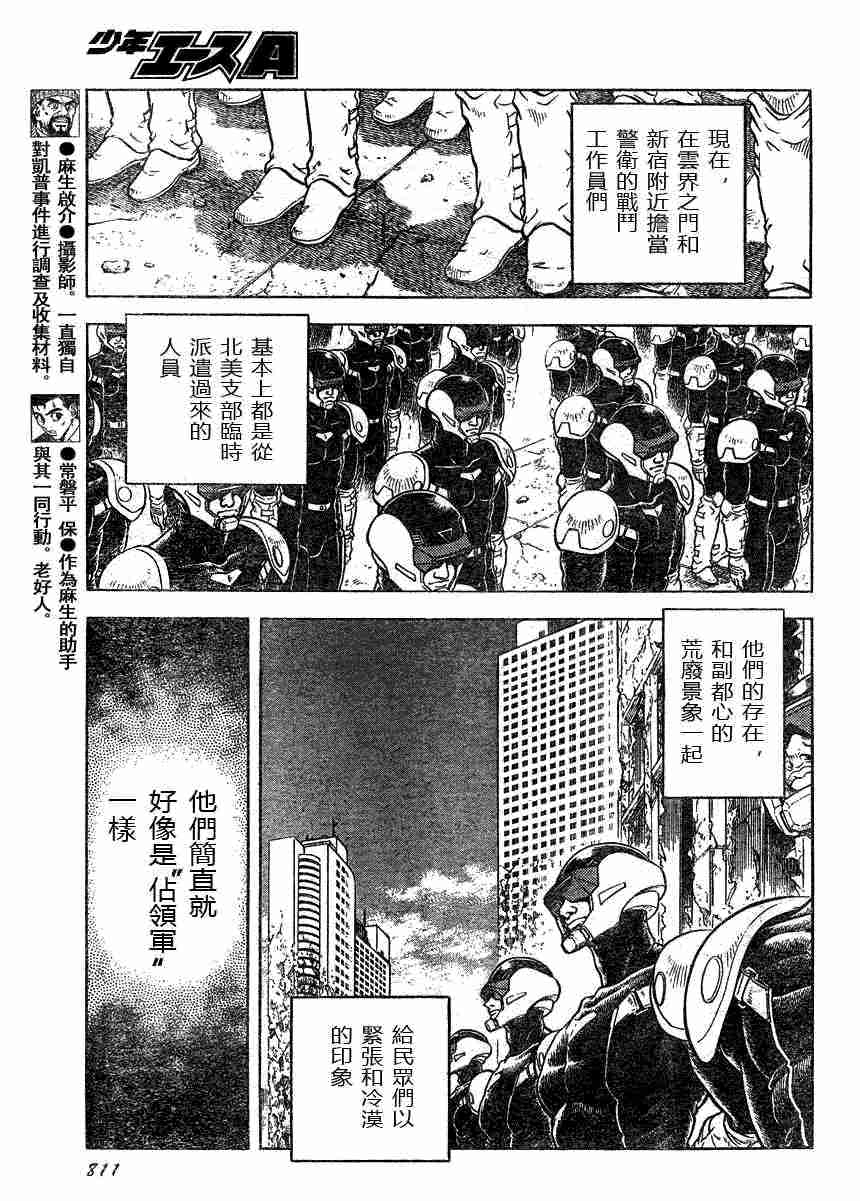 少年エースA
現在，
在雲界之門和
新宿附近擔當
警衛的戰鬥
工作員們
基本上都是從
北美支部臨時
派遣過來的
人員
他們的存在，
和副都心的
荒廢景象一起
給民眾們以
緊張和冷漠
的印象
他們簡直就
好像是〝佔領軍〞
一樣
●麻生啟介●攝影師。一直獨自
對凱普事件進行調查及收集材料。
●常磐平 保●作為麻生的助手
與其一同行動。老好人。
811